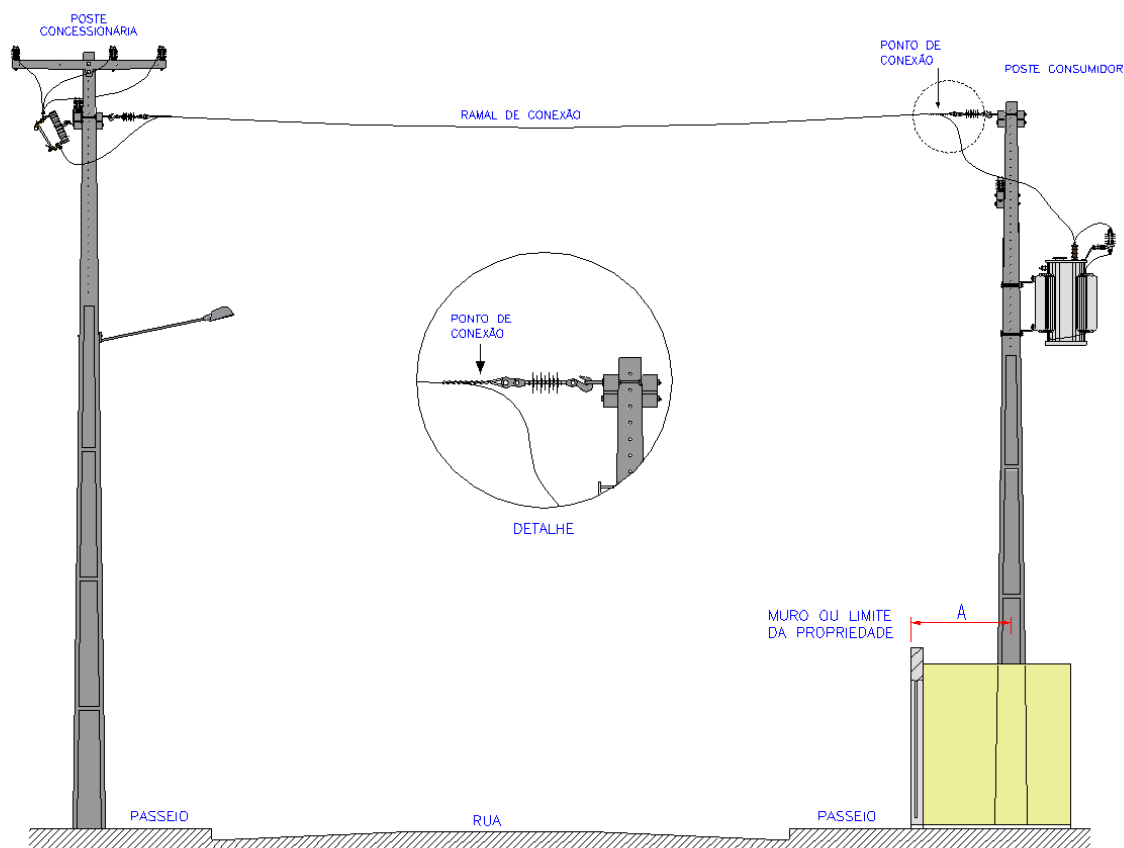 POSTE
CONCESSIONÁRIA
PONTO DE
CONEXÃO
POSTE CONSUMIDOR
RAMAL DE CONEXÃO
PONTO DE
CONEXÃO
DETALHE
MURO OU LIMITE
DA PROPRIEDADE
A
PASSEIO
RUA
PASSEIO